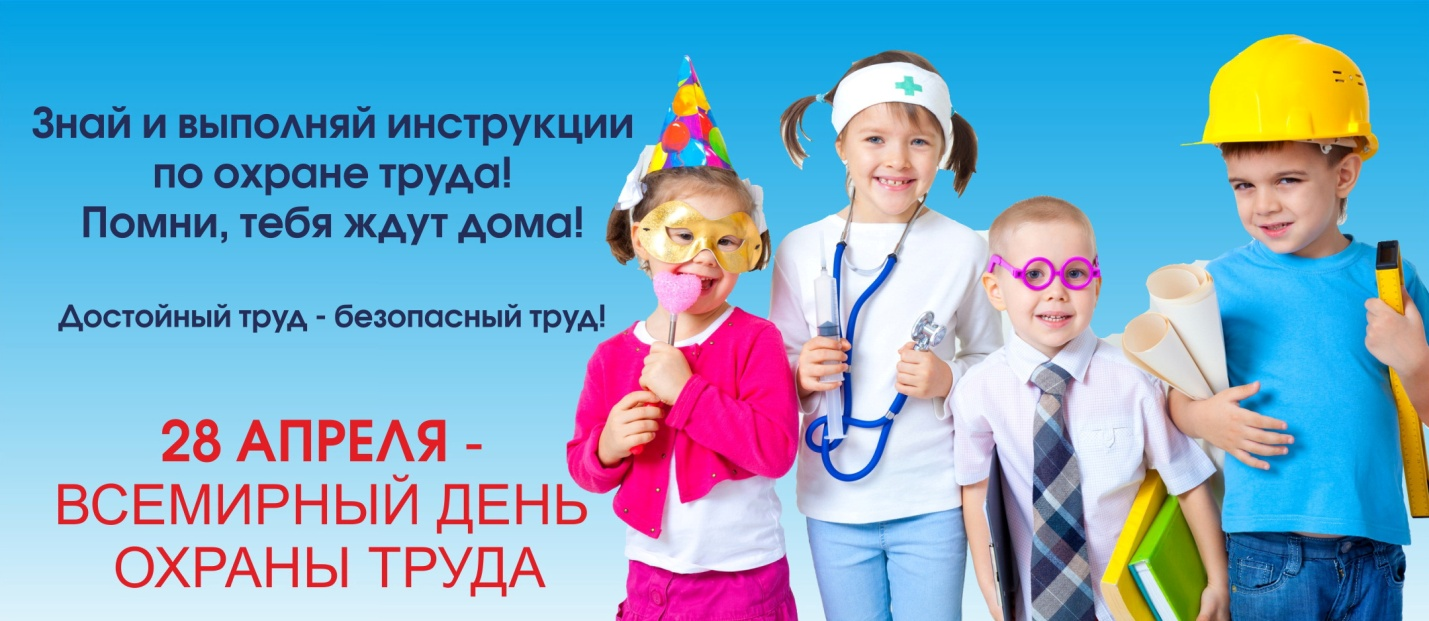 Знай и выполняй инструкции
по охране труда!
Помни, тебя ждут дома!
Достойный труд - безопасный труд!
28 АПРЕЛЯ -
ВСЕМИРНЫЙ ДЕНЬ
ОХРАНЫ ТРУДА